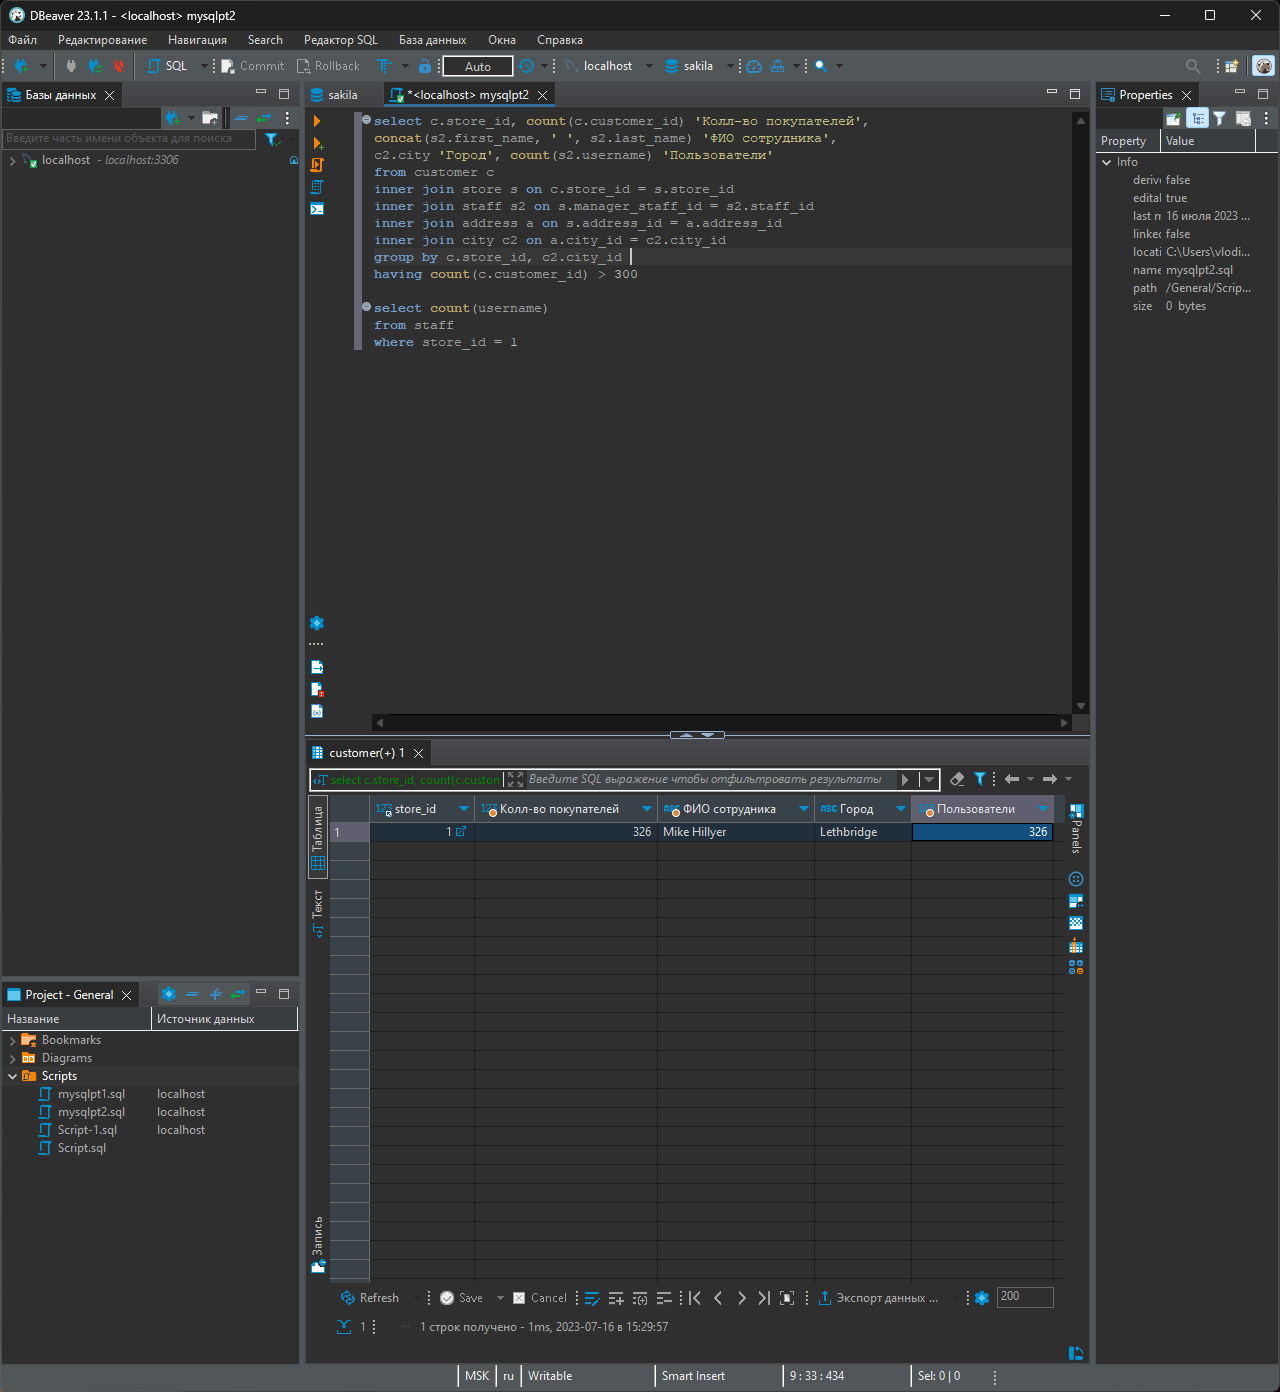 DBeaver 23.1.1 - <localhost> mysqlpt2
Файл Редактирование Навигация Search Редактор SQL База данных Окна Справка
SQL Commit Rollback Auto localhost sakila
Базы данных
Введите часть имени объекта для поиска
localhost - localhost:3306
sakila *<localhost> mysqlpt2
select c.store_id, count(c.customer_id) 'Колл-во покупателей',
concat(s2.first_name, ' ', s2.last_name) 'ФИО сотрудника',
c2.city 'Город', count(s2.username) 'Пользователи'
from customer c
inner join store s on c.store_id = s.store_id
inner join staff s2 on s.manager_staff_id = s2.staff_id
inner join address a on s.address_id = a.address_id
inner join city c2 on a.city_id = c2.city_id
group by c.store_id, c2.city_id
having count(c.customer_id) > 300
select count(username)
from staff
where store_id = 1
Properties
Property Value
Info
deriv false
edital true
last m 16 июля 2023 ...
linked false
locati C:\Users\vlodi...
name mysqlpt2.sql
path /General/Scrip...
size 0 bytes
customer(+) 1
select c.store_id, count(c.custon Введите SQL выражение чтобы отфильтровать результаты
Таблица
Текст
Запись
123 store_id 123 Колл-во покупателей ABC ФИО сотрудника ABC Город 123 Пользователи
1 1 326 Mike Hillyer Lethbridge 326
Panels
Project - General
Название Источник данных
Bookmarks
Diagrams
Scripts
mysqlpt1.sql localhost
mysqlpt2.sql localhost
Script-1.sql localhost
Script.sql
Refresh Save Cancel Экспорт данных ... 200
1 1 строк получено - 1ms, 2023-07-16 в 15:29:57
MSK ru Writable Smart Insert 9 : 33 : 434 Sel: 0 | 0